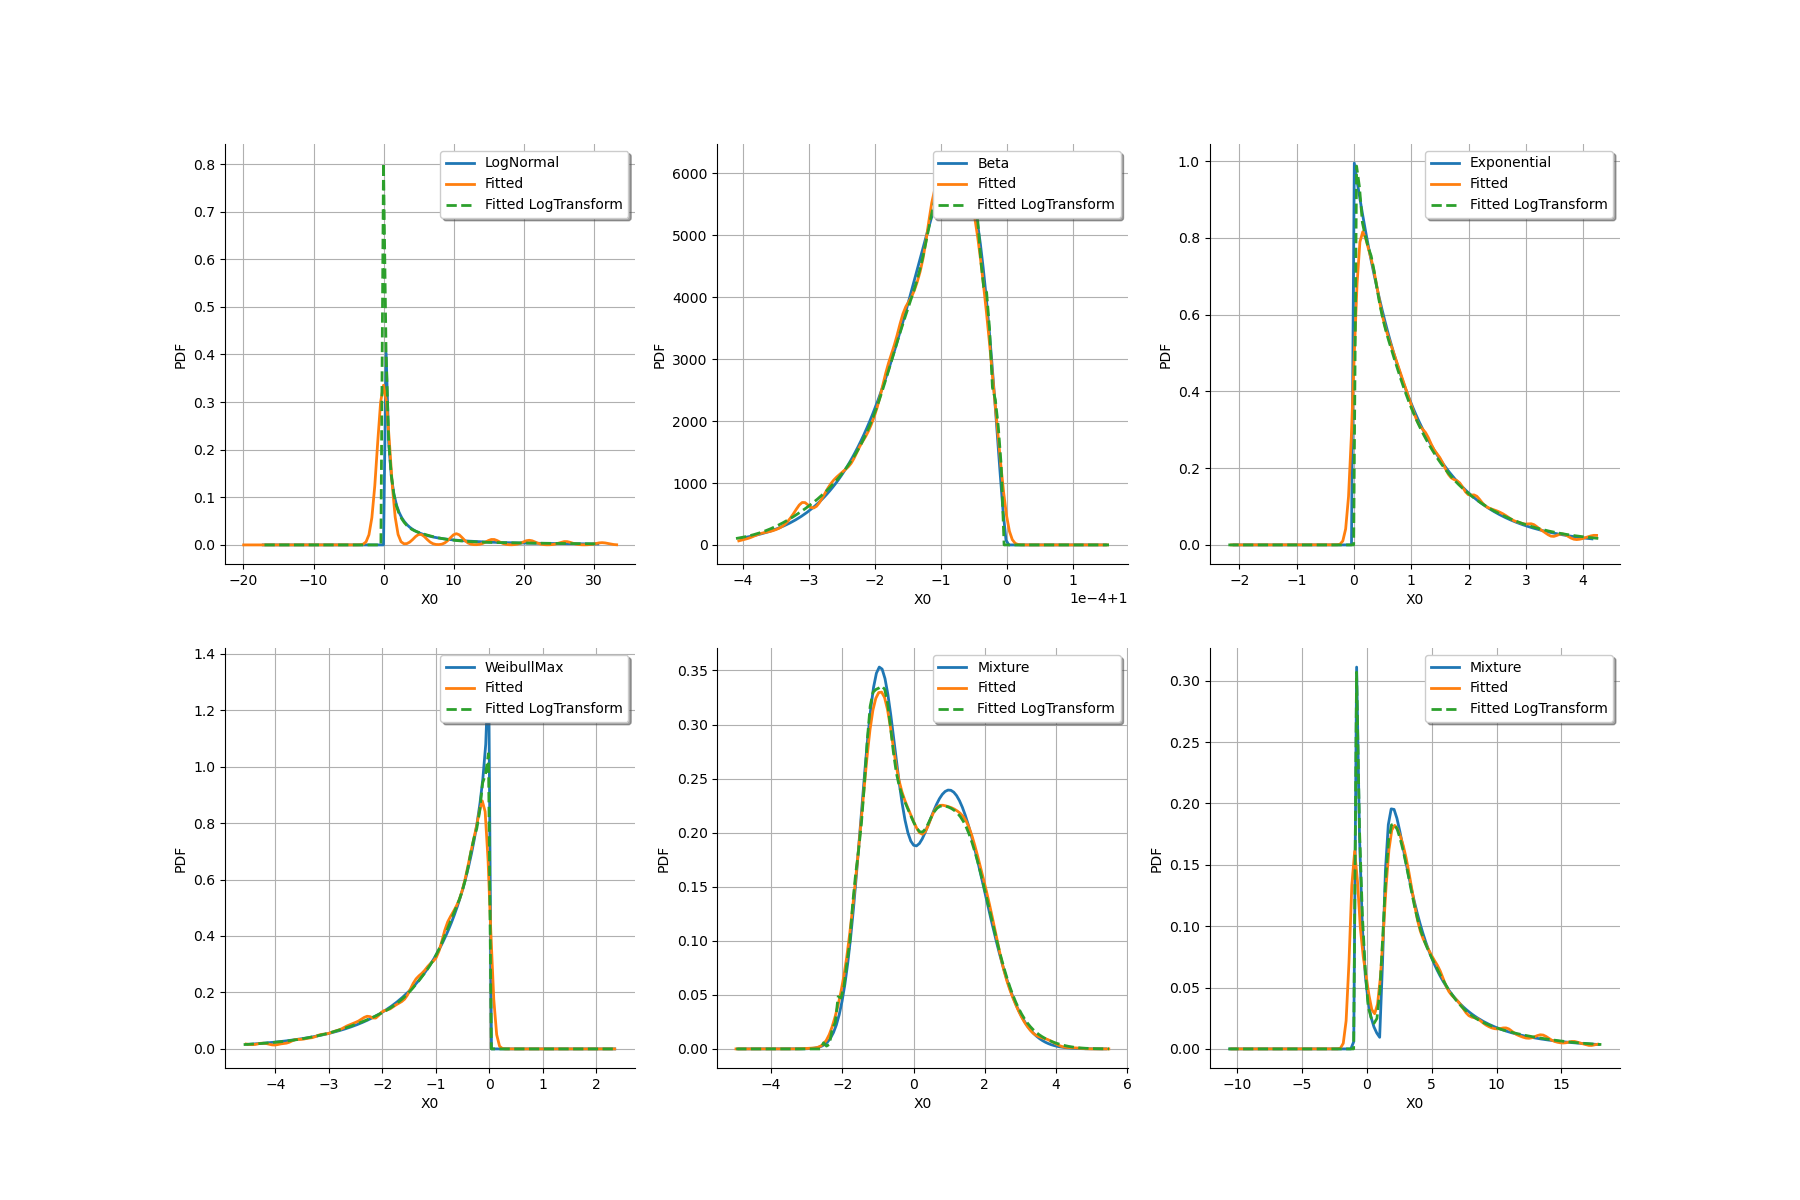 LogNormal
Fitted
Fitted LogTransform
0.8
0.7
0.6
0.5
0.4
0.3
0.2
0.1
0.0
PDF
−20 −10 0 10 20 30
X0
Beta
Fitted
Fitted LogTransform
6000
5000
4000
3000
2000
1000
0
PDF
−4 −3 −2 −1 0 1
X0
1e−4+1
Exponential
Fitted
Fitted LogTransform
1.0
0.8
0.6
0.4
0.2
0.0
PDF
−2 −1 0 1 2 3 4
X0
WeibullMax
Fitted
Fitted LogTransform
1.4
1.2
1.0
0.8
0.6
0.4
0.2
0.0
PDF
−4 −3 −2 −1 0 1 2
X0
Mixture
Fitted
Fitted LogTransform
0.35
0.30
0.25
0.20
0.15
0.10
0.05
0.00
PDF
−4 −2 0 2 4 6
X0
Mixture
Fitted
Fitted LogTransform
0.30
0.25
0.20
0.15
0.10
0.05
0.00
PDF
−10 −5 0 5 10 15
X0